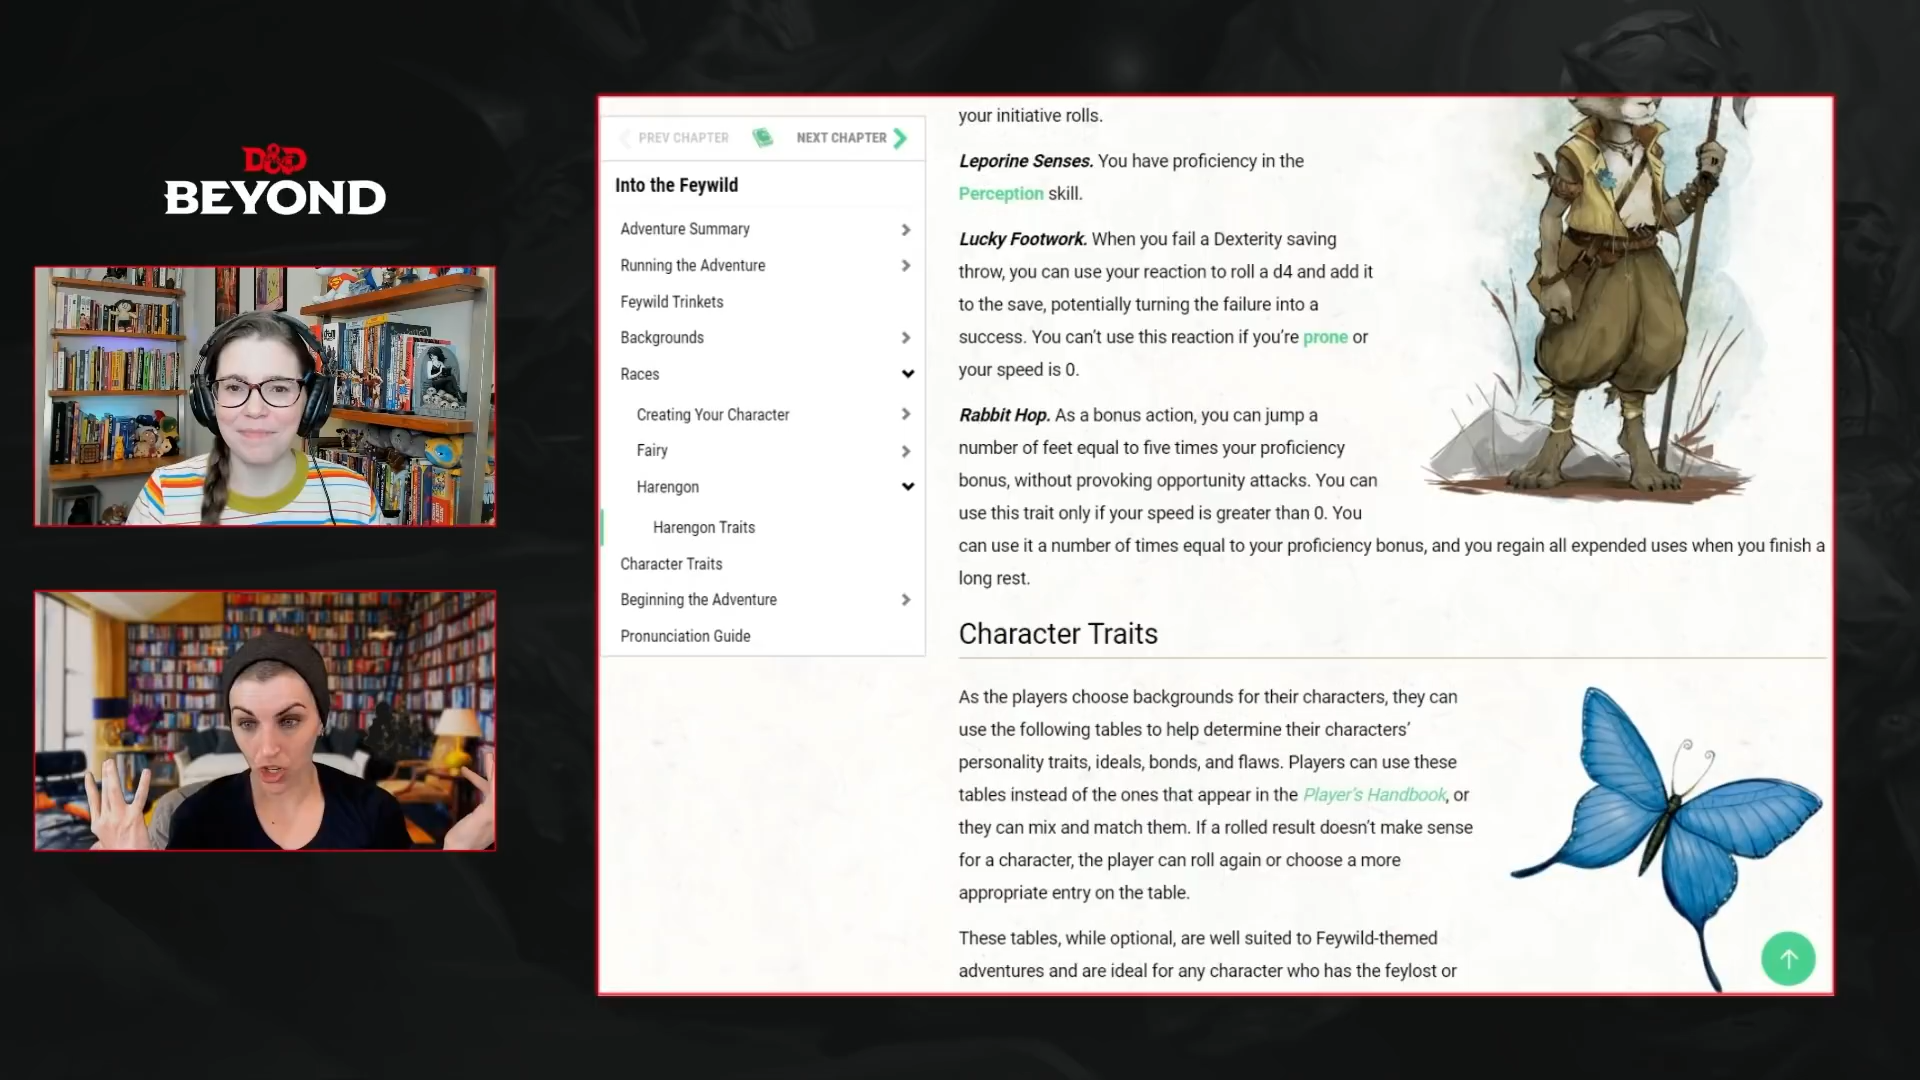 D&D
BEYOND
PREV CHAPTER
NEXT CHAPTER
Into the Feywild
Adventure Summary
Running the Adventure
Feywild Trinkets
Backgrounds
Races
Creating Your Character
Fairy
Harengon
Harengon Traits
Character Traits
Beginning the Adventure
Pronunciation Guide
your initiative rolls.
Leporine Senses. You have proficiency in the
Perception skill.
Lucky Footwork. When you fail a Dexterity saving
throw, you can use your reaction to roll a d4 and add it
to the save, potentially turning the failure into a
success. You can't use this reaction if you're prone or
your speed is 0.
Rabbit Hop. As a bonus action, you can jump a
number of feet equal to five times your proficiency
bonus, without provoking opportunity attacks. You can
use this trait only if your speed is greater than 0. You
can use it a number of times equal to your proficiency bonus, and you regain all expended uses when you finish a
long rest.
Character Traits
As the players choose backgrounds for their characters, they can
use the following tables to help determine their characters'
personality traits, ideals, bonds, and flaws. Players can use these
tables instead of the ones that appear in the Player's Handbook, or
they can mix and match them. If a rolled result doesn't make sense
for a character, the player can roll again or choose a more
appropriate entry on the table.
These tables, while optional, are well suited to Feywild-themed
adventures and are ideal for any character who has the feylost or